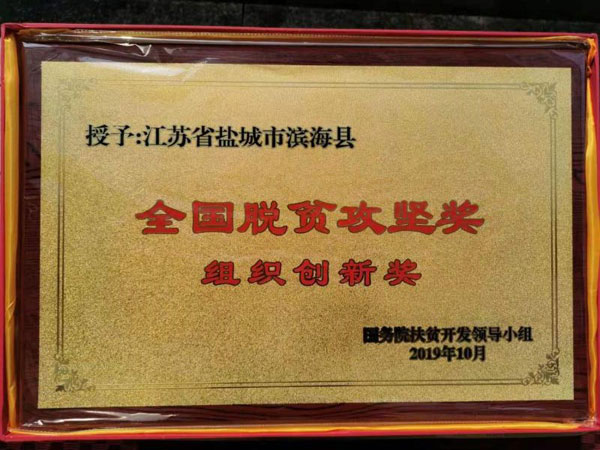 授予:江苏省盐城市滨海县
全国脱贫攻坚奖
组织创新奖
国务院扶贫开发领导小组
2019年10月